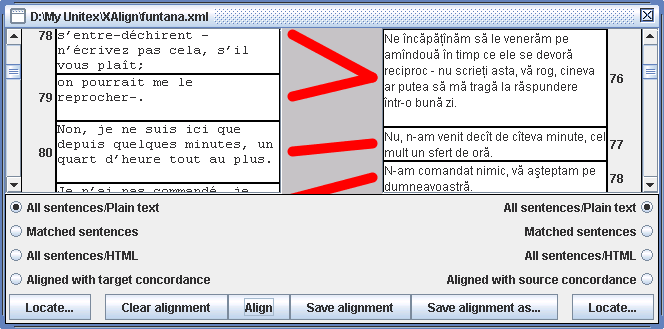 D:\My Unitex\XAlign\funtana.xml
78
s’entre-déchirent –
n’écrivez pas cela, s’il
vous plaît;
79
on pourrait me le
reprocher–.
80
Non, je ne suis ici que
depuis quelques minutes, un
quart d’heure tout au plus.
Je n’ai pas commandé, je
Ne încăpăţînăm să le venerăm pe
amîndouă în timp ce ele se devoră
reciproc - nu scrieţi asta, vă rog, cineva
ar putea să mă tragă la răspundere
într-o bună zi.
76
Nu, n-am venit decît de cîteva minute, cel
mult un sfert de oră.
77
N-am comandat nimic, vă aştept pe
dumneavoastră.
78
All sentences/Plain text
Matched sentences
All sentences/HTML
Aligned with target concordance
All sentences/Plain text
Matched sentences
All sentences/HTML
Aligned with source concordance
Locate...
Clear alignment
Align
Save alignment
Save alignment as...
Locate...